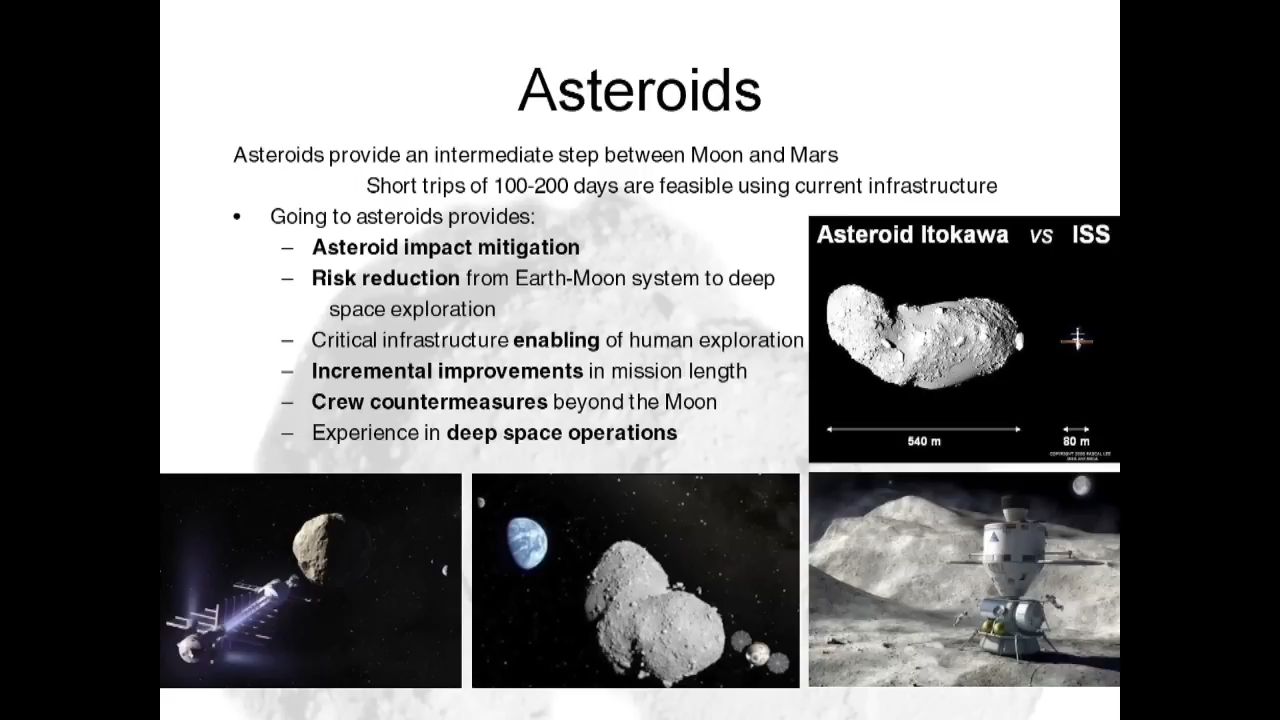 Asteroids
Asteroids provide an intermediate step between Moon and Mars
Short trips of 100-200 days are feasible using current infrastructure
• Going to asteroids provides:
– Asteroid impact mitigation
– Risk reduction from Earth-Moon system to deep
space exploration
– Critical infrastructure enabling of human exploration
– Incremental improvements in mission length
– Crew countermeasures beyond the Moon
– Experience in deep space operations
Asteroid Itokawa vs ISS
540 m
80 m